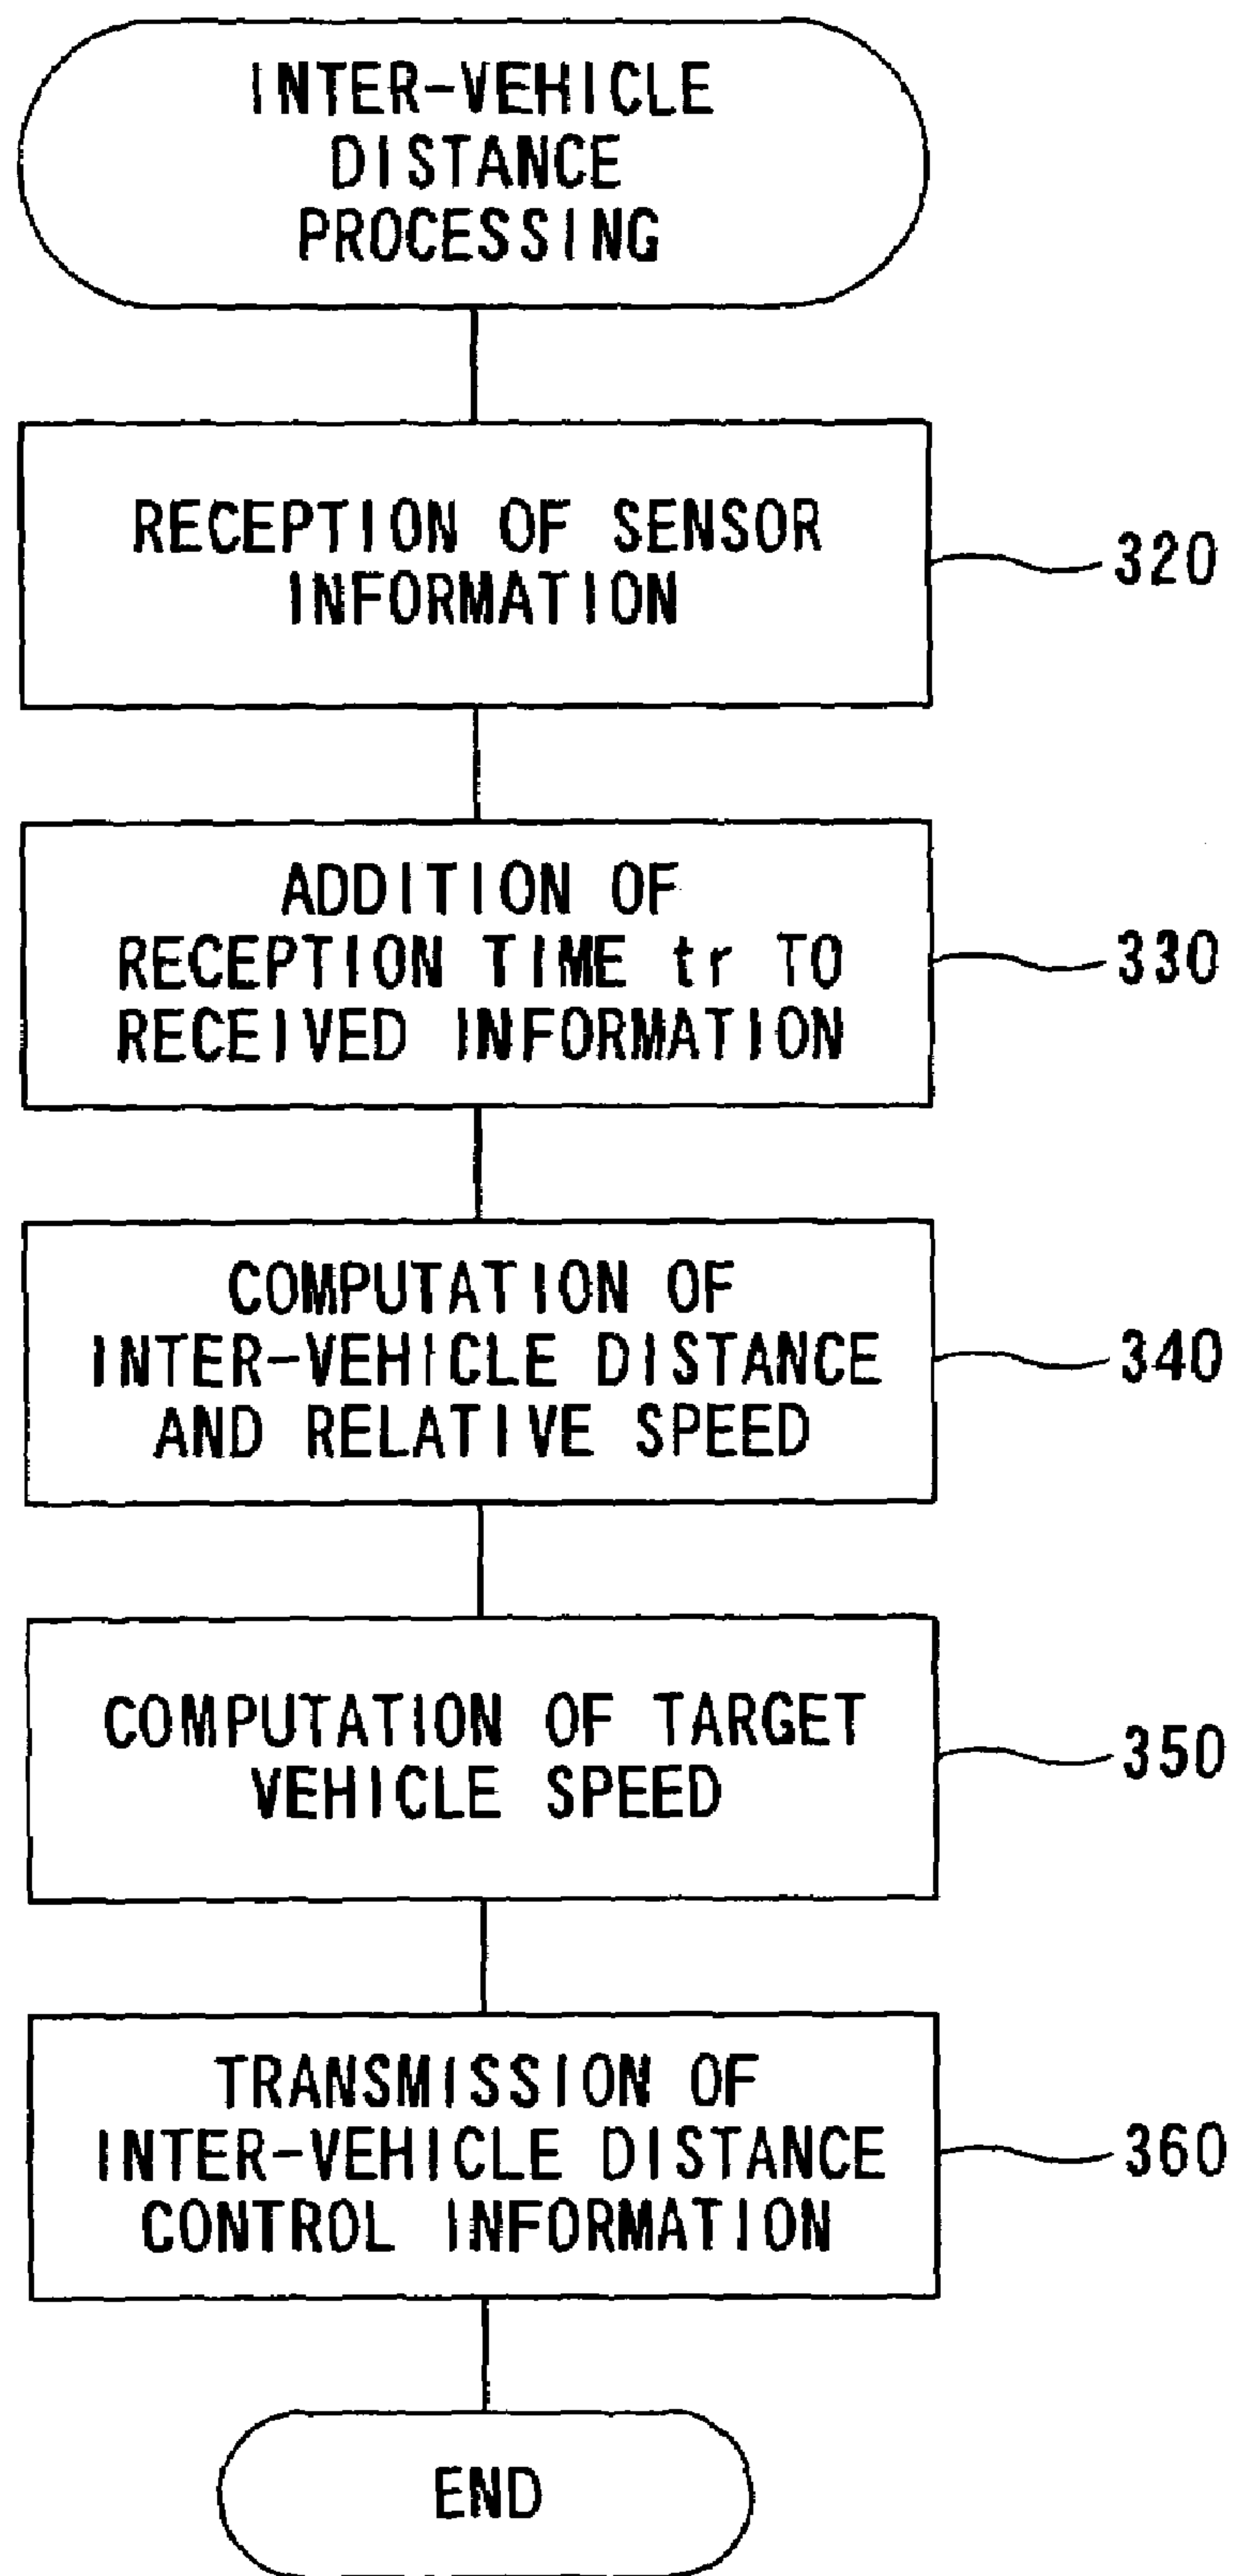 INTER-VEHICLE
DISTANCE
PROCESSING
RECEPTION OF SENSOR
INFORMATION
320
ADDITION OF
RECEPTION TIME tr TO
RECEIVED INFORMATION
330
COMPUTATION OF
INTER-VEHICLE DISTANCE
AND RELATIVE SPEED
340
COMPUTATION OF TARGET
VEHICLE SPEED
350
TRANSMISSION OF
INTER-VEHICLE DISTANCE
CONTROL INFORMATION
360
END